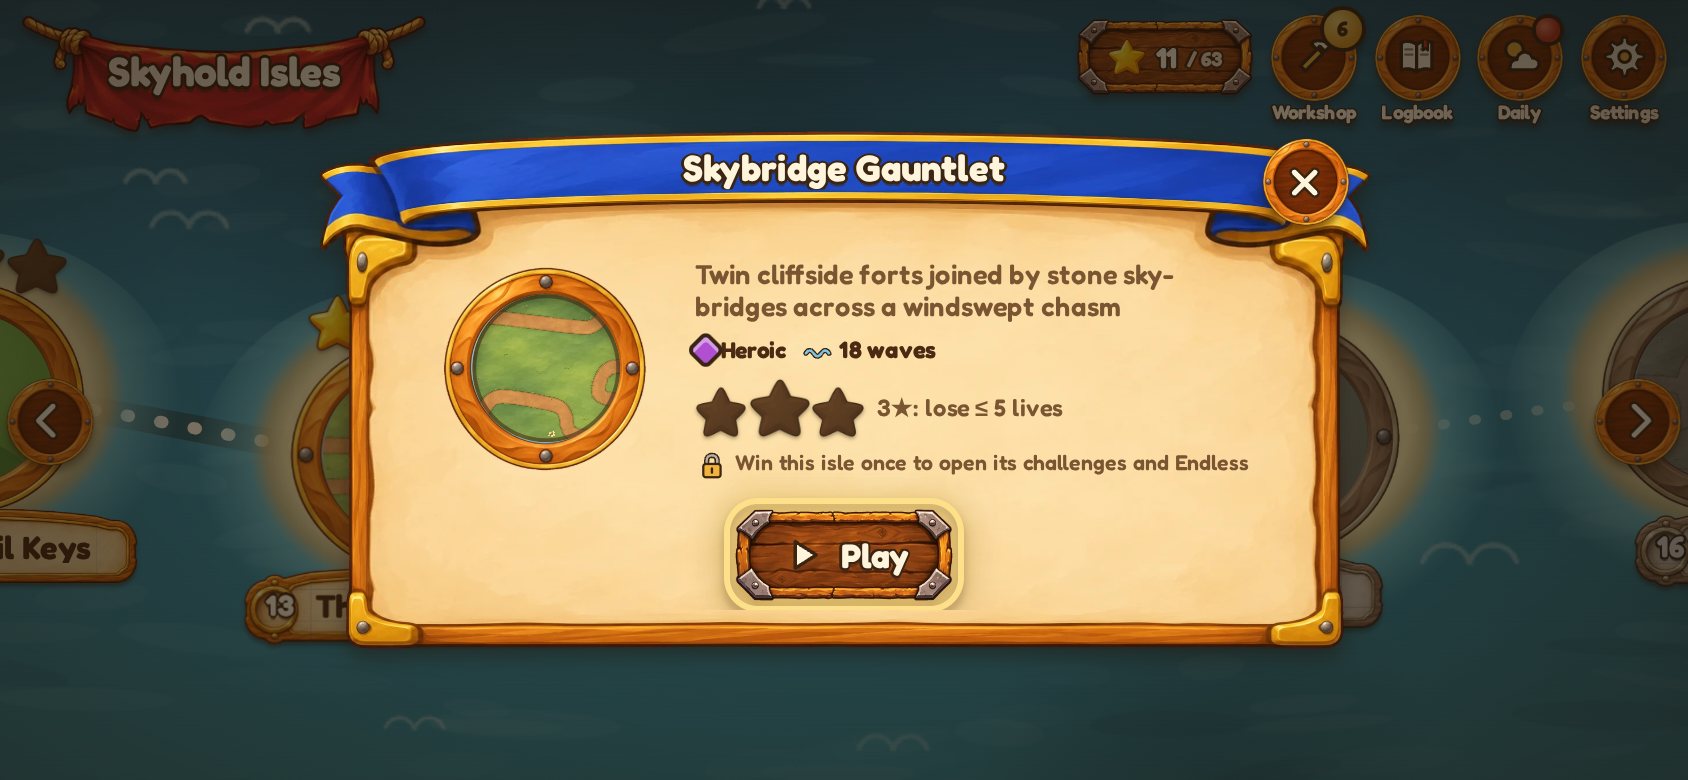 Skyhold Isles
11 / 63
6
Workshop
Logbook
Daily
Settings
Skybridge Gauntlet
Twin cliffside forts joined by stone sky-
bridges across a windswept chasm
Heroic
18 waves
3★: lose ≤ 5 lives
Win this isle once to open its challenges and Endless
Play
Keys
13
16